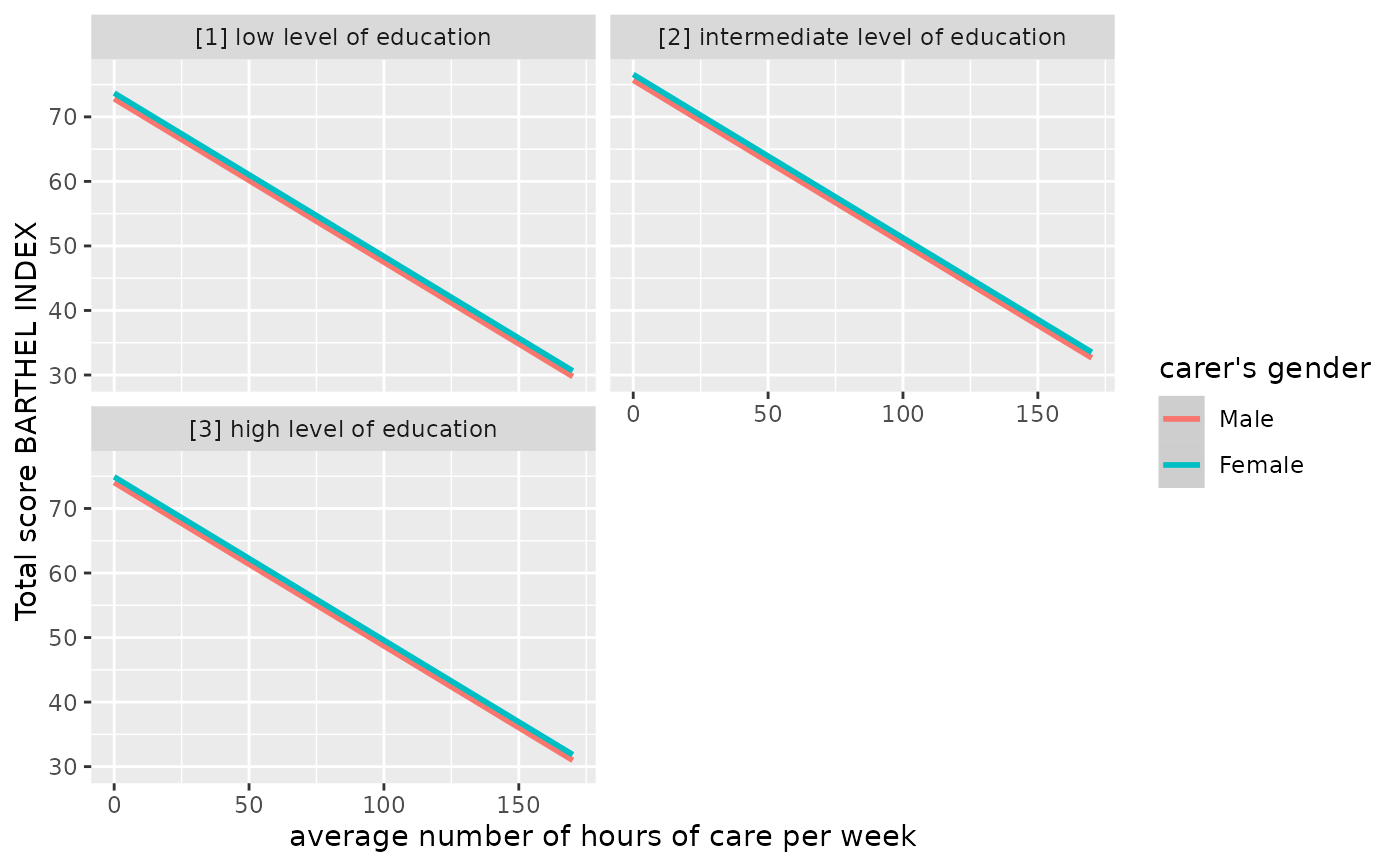 [1] low level of education
[2] intermediate level of education
70
60
50
40
30
0 50 100 150
[3] high level of education
70
60
50
40
30
0 50 100 150
Total score BARTHEL INDEX
average number of hours of care per week
carer's gender
Male
Female